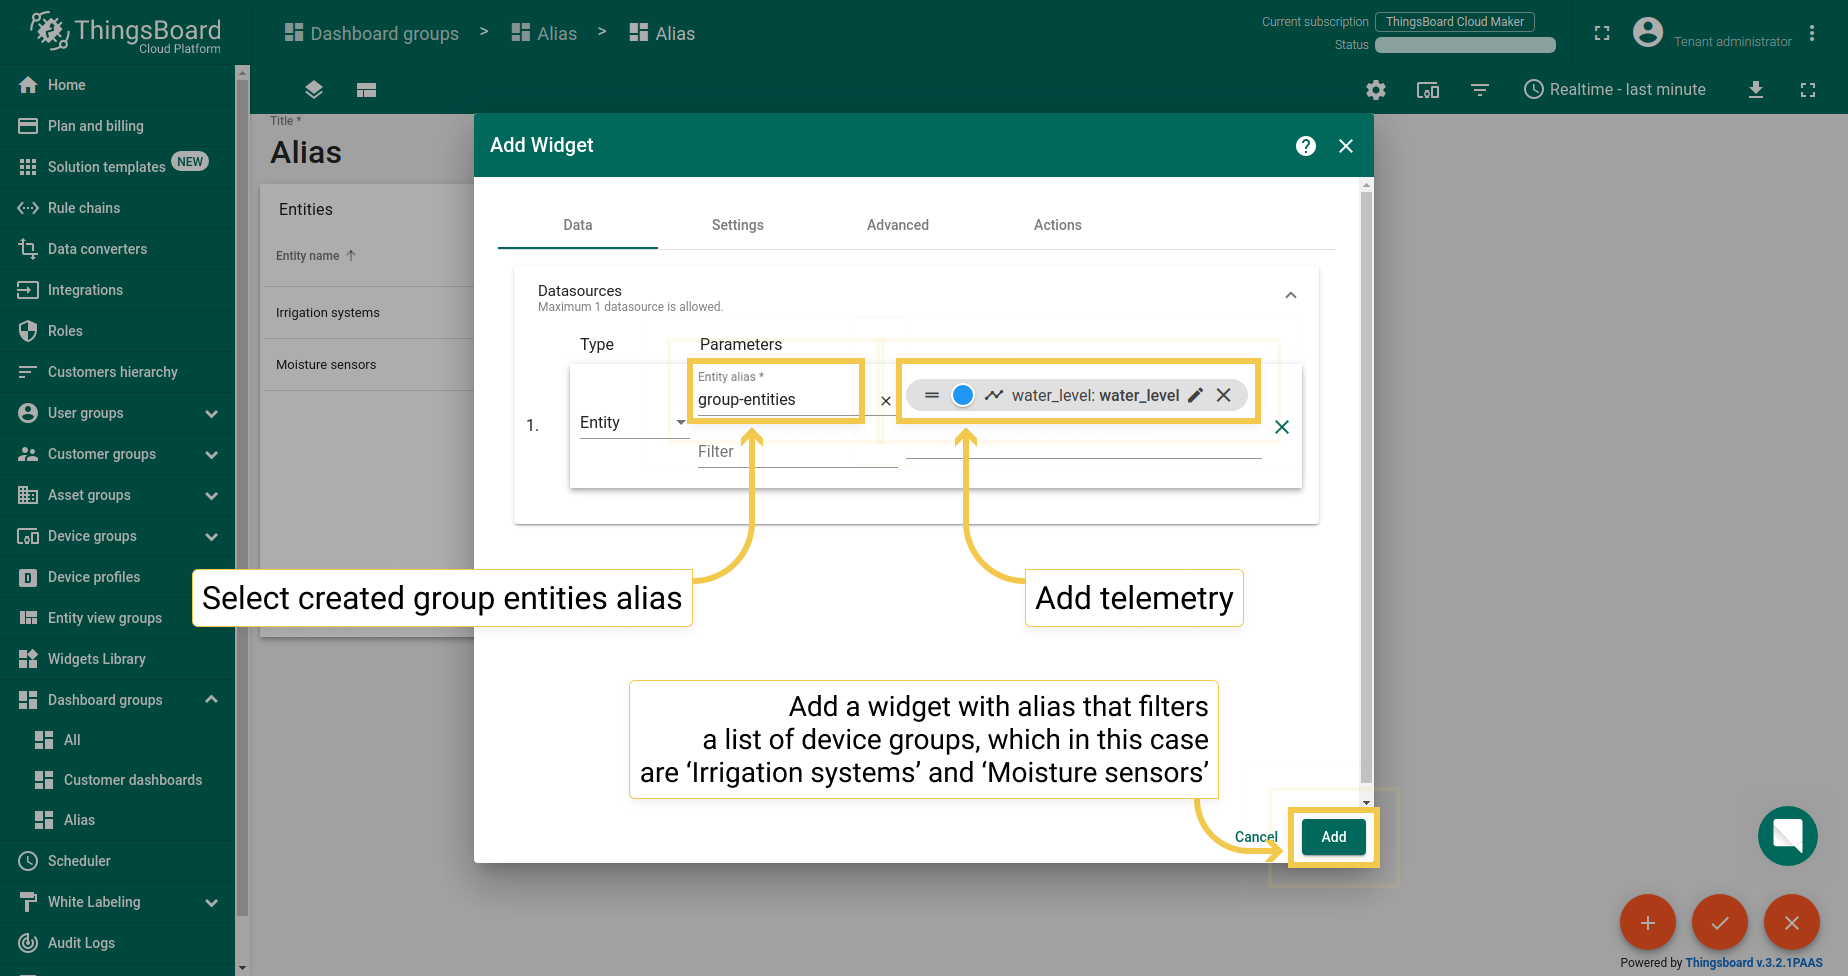 ThingsBoard
Cloud Platform
Dashboard groups > Alias > Alias
Current subscription ThingsBoard Cloud Maker
Status
Tenant administrator
Realtime - last minute
Home
Plan and billing
Solution templates NEW
Rule chains
Data converters
Integrations
Roles
Customers hierarchy
User groups
Customer groups
Asset groups
Device groups
Device profiles
Entity view groups
Widgets Library
Dashboard groups
All
Customer dashboards
Alias
Scheduler
White Labeling
Audit Logs
Title *
Alias
Entities
Entity name
Irrigation systems
Moisture sensors
Add Widget
Data Settings Advanced Actions
Datasources
Maximum 1 datasource is allowed.
Type Parameters
1.
Entity
Entity alias *
group-entities
water_level: water_level
Filter
Select created group entities alias
Add telemetry
Add a widget with alias that filters
a list of device groups, which in this case
are ‘Irrigation systems’ and ‘Moisture sensors’
Cancel Add
Powered by Thingsboard v.3.2.1PAAS